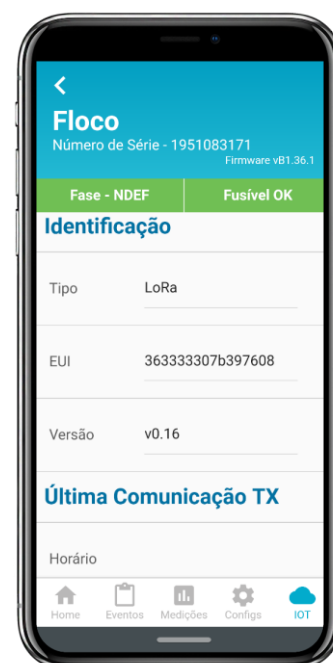 Floco
Número de Série - 1951083171
Firmware vB1.36.1
Fase - NDEF Fusível OK
Identificação
Tipo LoRa
EUI 363333307b397608
Versão v0.16
Última Comunicação TX
Horário
Home Eventos Medições Configs IOT